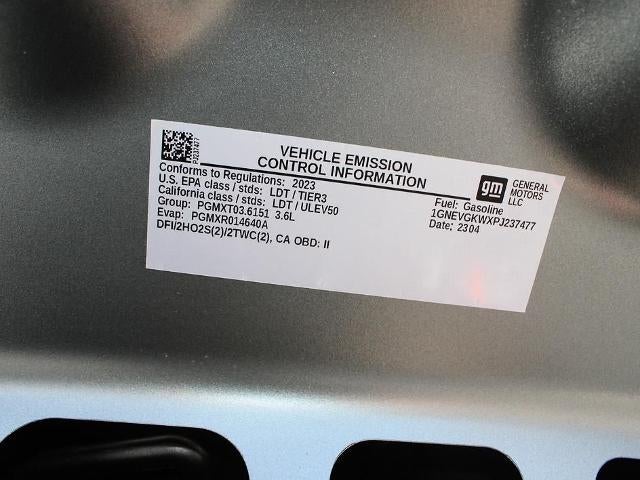 VEHICLE EMISSION
CONTROL INFORMATION
Conforms to Regulations: 2023
U.S. EPA class / stds: LDT / TIER3
California class / stds: LDT / ULEV50
Group: PGMXT03.6151 3.6L
Evap: PGMXR014640A
DFI/2HO2S(2)/2TWC(2), CA OBD: II
PJ237477
gm
GENERAL
MOTORS
LLC
Fuel: Gasoline
1GNEVGKWXPJ237477
Date: 2304